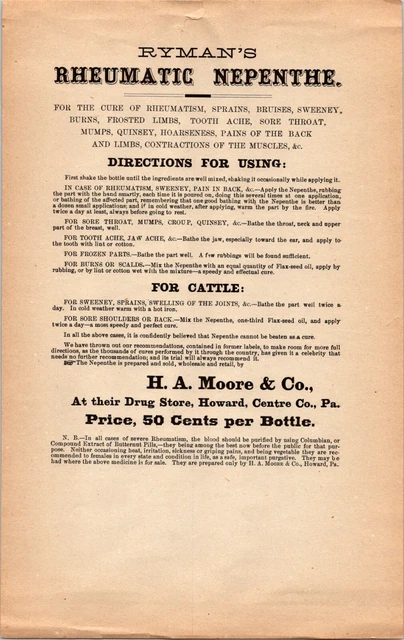 RYMAN'S
RHEUMATIC NEPENTHE.
FOR THE CURE OF RHEUMATISM, SPRAINS, BRUISES, SWEENEY,
BURNS, FROSTED LIMBS, TOOTH ACHE, SORE THROAT,
MUMPS, QUINSEY, HOARSENESS, PAINS OF THE BACK
AND LIMBS, CONTRACTIONS OF THE MUSCLES, &c.
DIRECTIONS FOR USING:
First shake the bottle until the ingredients are well mixed, shaking it occasionally while applying it.
IN CASE OF RHEUMATISM, SWEENEY, PAIN IN BACK, &c.—Apply the Nepenthe, rubbing
the part with the hand smartly, each time it is poured on, doing this several times at one application,
or bathing of the affected part, remembering that one good bathing with the Nepenthe is better than
a dozen small applications; and if in cold weather, after applying, warm the part by the fire. Apply
twice a day at least, always before going to rest.
FOR SORE THROAT, MUMPS, CROUP, QUINSEY, &c.—Bathe the throat, neck and upper
part of the breast, well.
FOR TOOTH ACHE, JAW ACHE, &c.—Bathe the jaw, especially toward the ear, and apply to
the tooth with lint or cotton.
FOR FROZEN PARTS.—Bathe the part well. A few rubbings will be found sufficient.
FOR BURNS or SCALDS.—Mix the Nepenthe with an equal quantity of Flax-seed oil, apply by
rubbing, or by lint or cotton wet with the mixture—a speedy and effectual cure.
FOR CATTLE:
FOR SWEENEY, SPRAINS, SWELLING OF THE JOINTS, &c.—Bathe the part well twice a
day. In cold weather warm with a hot iron.
FOR SORE SHOULDERS OR BACK.—Mix the Nepenthe, one-third Flax-seed oil, and apply
twice a day—a most speedy and perfect cure.
In all the above cases, it is confidently believed that Nepenthe cannot be beaten as a cure.
We have thrown out our recommendations, contained in former labels, to make room for more full
directions, as the thousands of cures performed by it through the country, has given it a celebrity that
needs no further recommendation; and its trial will always recommend it.
☞The Nepenthe is prepared and sold, wholesale and retail, by
H. A. Moore & Co.,
At their Drug Store, Howard, Centre Co., Pa.
Price, 50 Cents per Bottle.
N. B.—In all cases of severe Rheumatism, the blood should be purified by using Columbian, or
Compound Extract of Butternut Pills,—they being among the best now before the public for that pur-
pose. Neither occasioning heat, irritation, sickness or griping pains, and being vegetable they are rec-
ommended to females in every state and condition in life, as a safe, important purgative. They may be
had where the above medicine is for sale. They are prepared only by H. A. MOORE & Co., Howard, Pa.